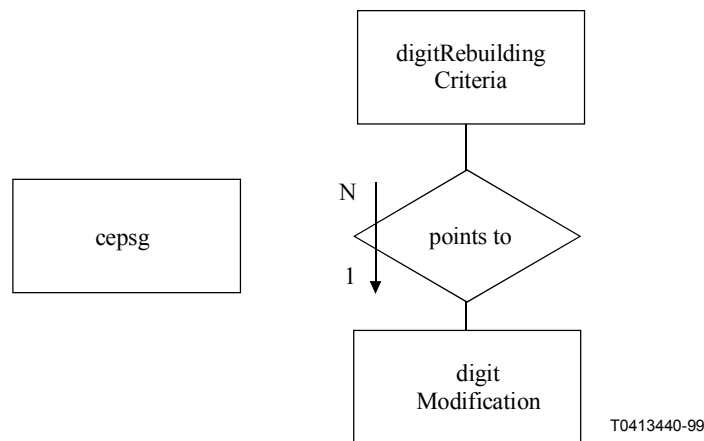 digitRebuilding
Criteria
N
cepsg
points to
1
digit
Modification
T0413440-99